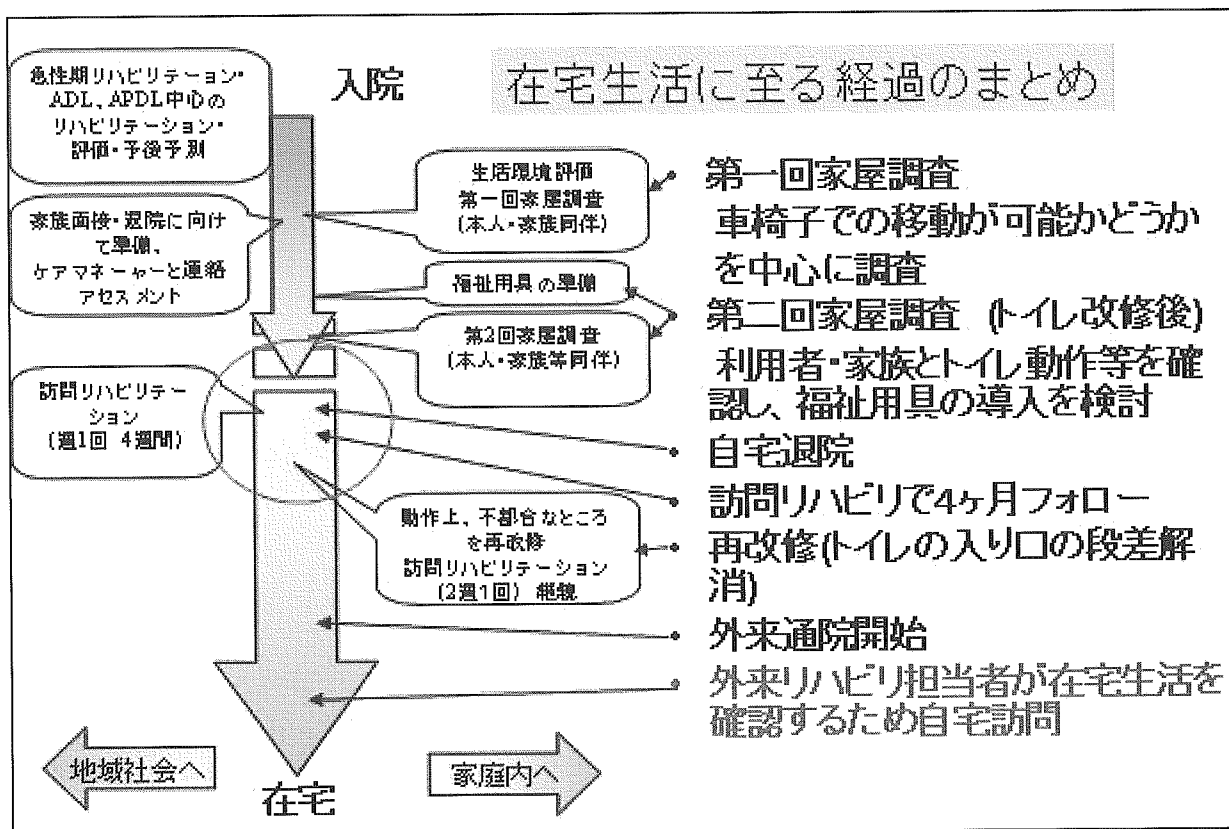 在宅生活に至る経過のまとめ
入院
急性期リハビリテーション・
ADL、APDL中心の
リハビリテーション・
評価・予後予測
家族面接・退院に向け
て準備、
ケアマネージャーと連絡
アセスメント
生活環境評価
第一回家屋調査
(本人・家族同伴)
福祉用具の準備
第2回家屋調査
(本人・家族等同伴)
訪問リハビリテー
ション
(週1回 4週間)
動作上、不都合なところ
を再改修
訪問リハビリテーション
(2週1回) 継続
• 第一回家屋調査
車椅子での移動が可能かどうか
を中心に調査
• 第二回家屋調査 (トイレ改修後)
利用者・家族とトイレ動作等を確
認し、福祉用具の導入を検討
• 自宅退院
• 訪問リハビリで4ヶ月フォロー
• 再改修(トイレの入り口の段差解
消)
• 外来通院開始
• 外来リハビリ担当者が在宅生活を
確認するため自宅訪問
地域社会へ
在宅
家庭内へ